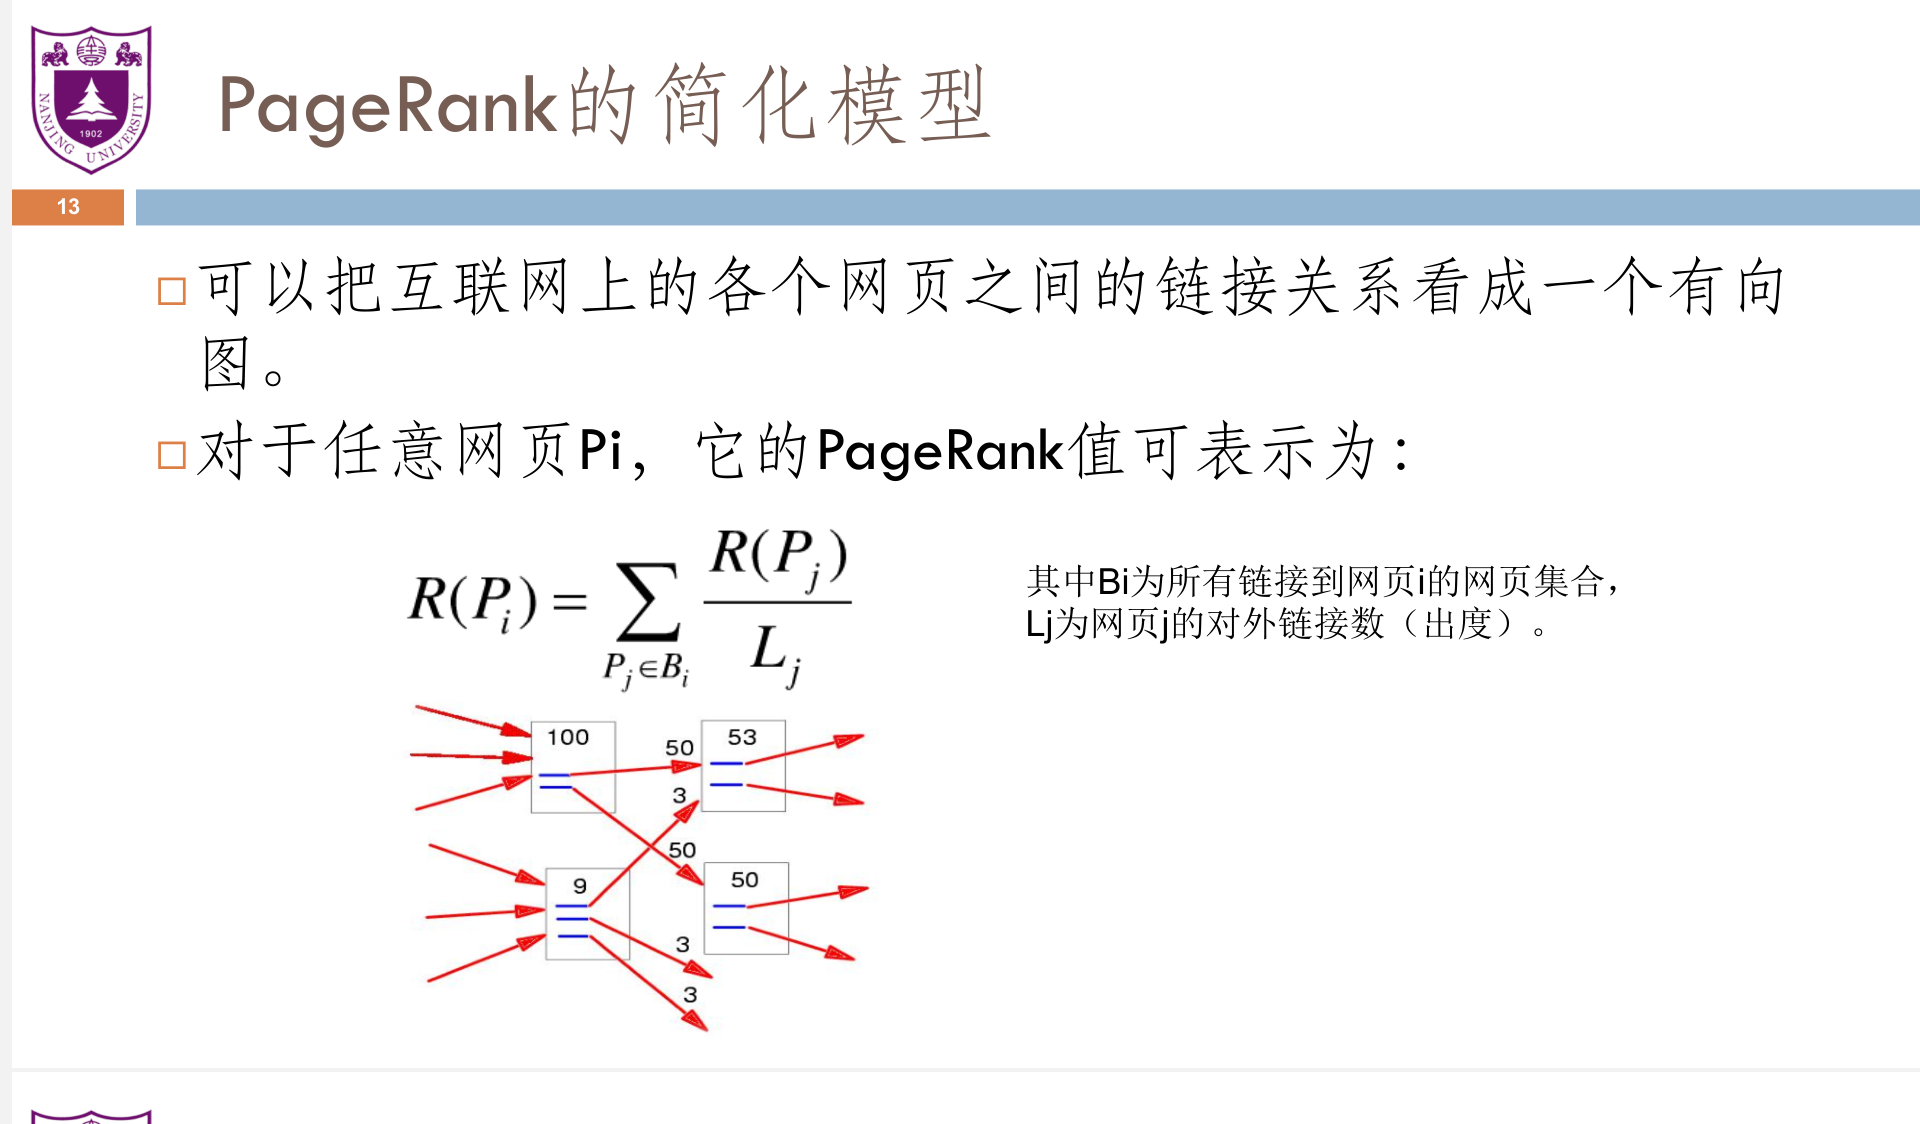 NANJING UNIVERSITY
1902
PageRank的简化模型
13
可以把互联网上的各个网页之间的链接关系看成一个有向
图。
对于任意网页Pi，它的PageRank值可表示为：
R(P_i) = ∑_{P_j∈B_i} R(P_j) / L_j
其中Bi为所有链接到网页i的网页集合，
Lj为网页j的对外链接数（出度）。
100
50
53
3
50
9
50
3
3